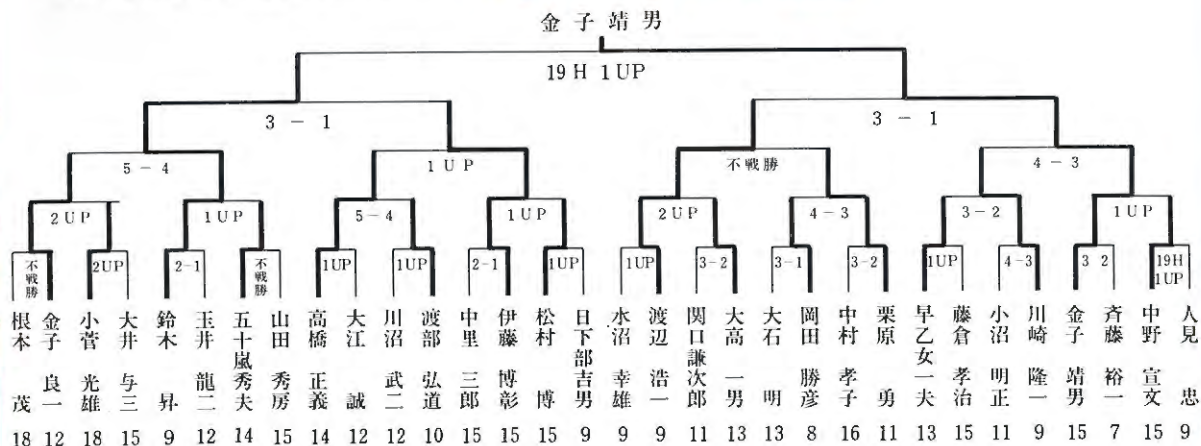 金子靖男
19H 1UP
3-1 3-1
5-4 1UP 不戦勝 4-3
2UP 1UP 5-4 1UP 2UP 4-3 3-2 1UP
不戦勝 2UP 2-1 不戦勝 1UP 1UP 2-1 1UP 1UP 3-2 3-1 3-2 1UP 4-3 3 2 19H 1UP
根本 茂 18
金子 良一 12
小菅 光雄 18
大井 与三 15
鈴木 昇 9
玉井 龍二 12
五十嵐秀夫 14
山田 秀房 15
高橋 正義 14
大江 誠 12
川沼 武二 12
渡部 弘道 10
中里 三郎 15
伊藤 博彰 15
松村 博 15
日下部吉男 9
水沼 幸雄 9
渡辺 浩一 9
関口謙次郎 11
大高 一男 13
大石 明 13
岡田 勝彦 8
中村 孝子 16
栗原 勇 11
早乙女一夫 13
藤倉 孝治 15
小沼 明正 11
川崎 隆一 9
金子 靖男 15
斉藤 裕一 7
中野 宣文 15
人見 忠 9